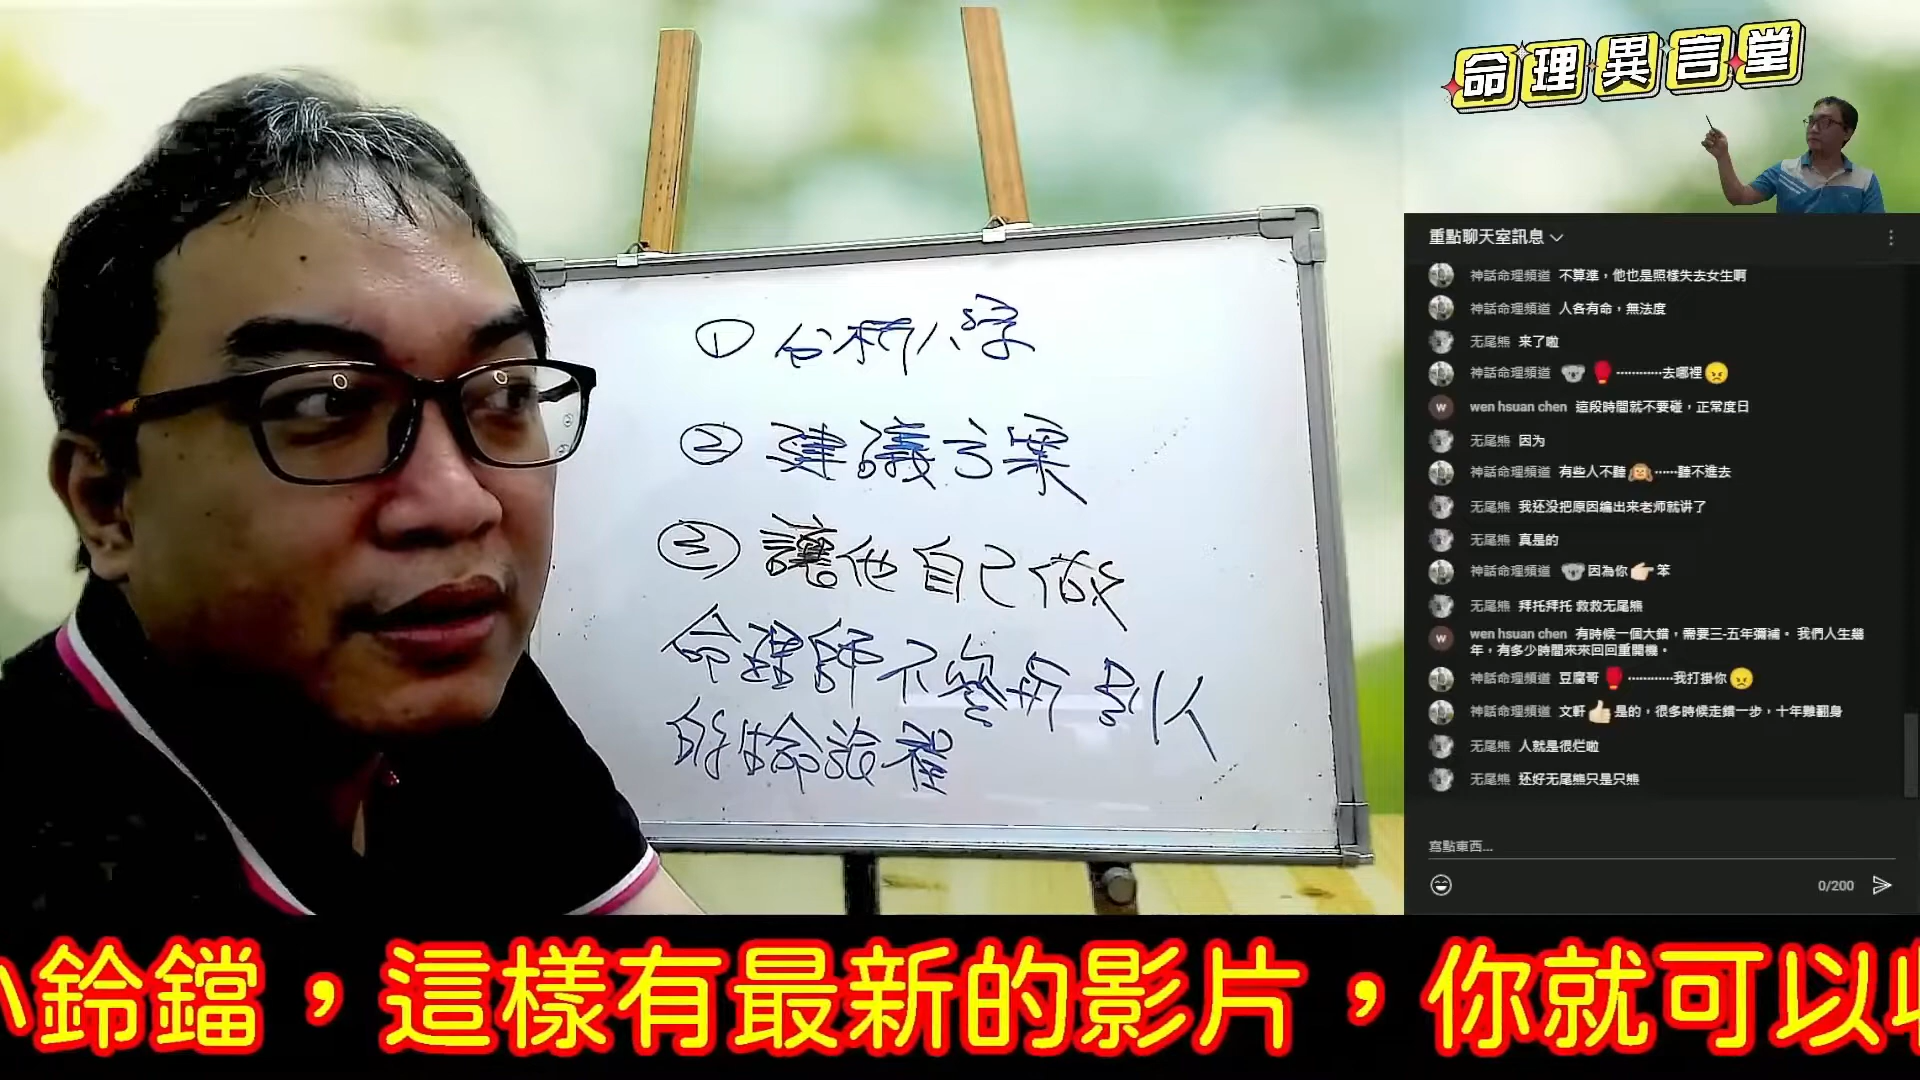 命理異言堂
① 分析八字
② 建議方案
③ 讓他自己做
命理師不參與別人
的生命旅程
重點聊天室訊息
神話命理頻道 不算準，他也是照樣失去女生啊
神話命理頻道 人各有命，無法度
无尾熊 来了啦
神話命理頻道 🐨🥊············去哪裡😠
W wen hsuan chen 這段時間就不要碰，正常度日
无尾熊 因为
神話命理頻道 有些人不聽🙉······聽不進去
无尾熊 我还没把原因编出来老师就讲了
无尾熊 真是的
神話命理頻道 🐨因為你👉🏻笨
无尾熊 拜托拜托 救救无尾熊
W wen hsuan chen 有時候一個大錯，需要三-五年彌補。 我們人生幾
年，有多少時間來來回回重開機。
神話命理頻道 豆腐哥🥊············我打掛你😠
神話命理頻道 文軒👍🏻是的，很多時候走錯一步，十年難翻身
无尾熊 人就是很烂啦
无尾熊 还好无尾熊只是只熊
寫點東西...
0/200
小鈴鐺，這樣有最新的影片，你就可以收